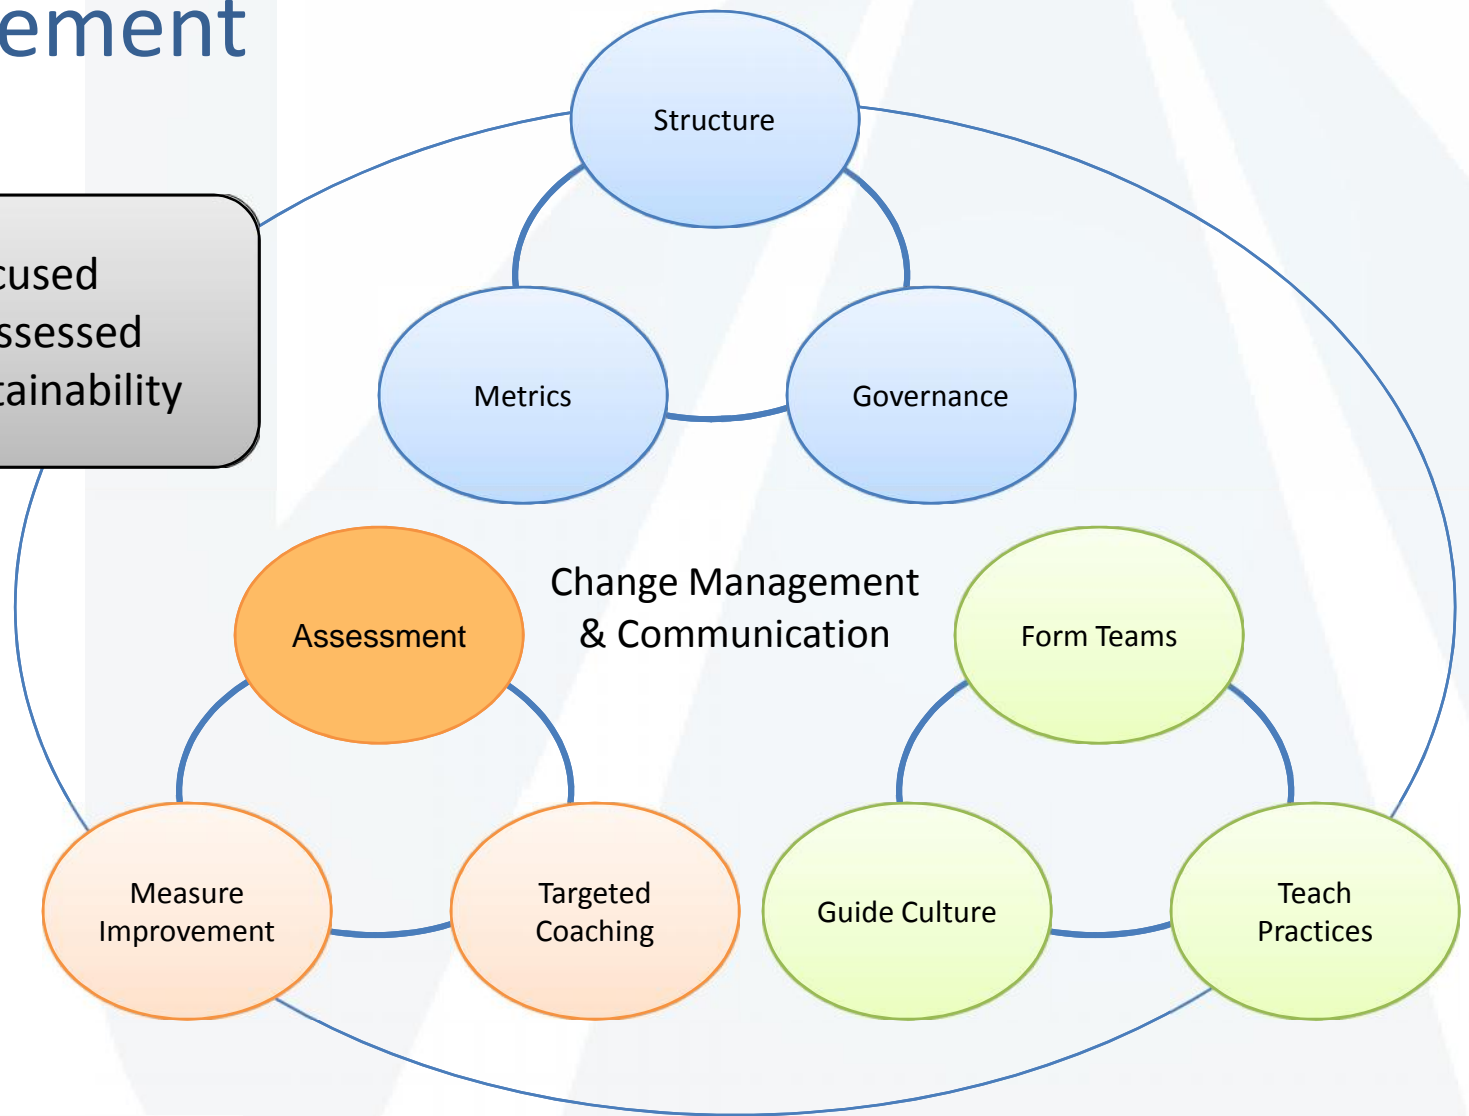 ement
Structure
cused
ssessed
tainability
Metrics
Governance
Change Management
& Communication
Assessment
Form Teams
Measure
Improvement
Targeted
Coaching
Guide Culture
Teach
Practices